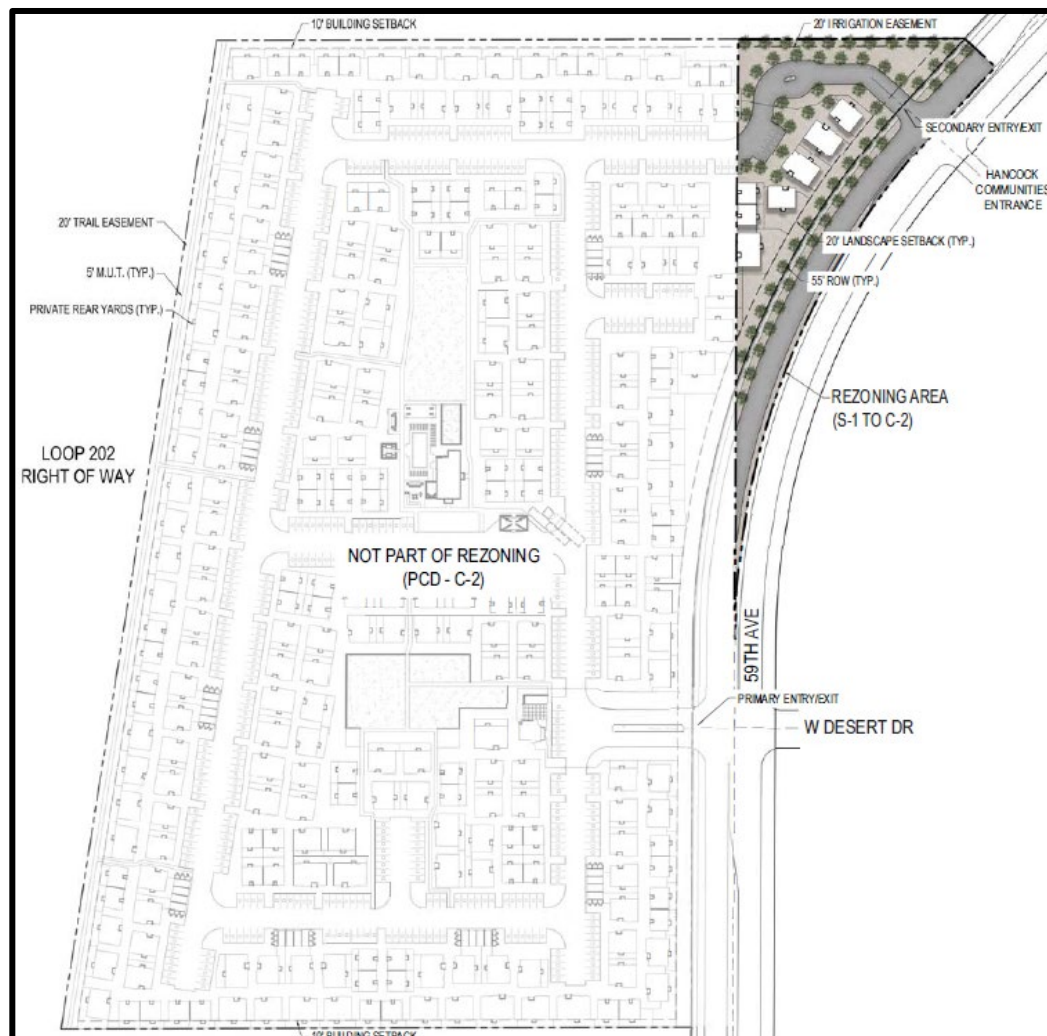 10' BUILDING SETBACK
20' IRRIGATION EASEMENT
SECONDARY ENTRY/EXIT
HANCOCK
COMMUNITIES
ENTRANCE
20' TRAIL EASEMENT
20' LANDSCAPE SETBACK (TYP.)
5' M.U.T. (TYP.)
55' ROW (TYP.)
PRIVATE REAR YARDS (TYP.)
REZONING AREA
(S-1 TO C-2)
LOOP 202
RIGHT OF WAY
NOT PART OF REZONING
(PCD - C-2)
59TH AVE
PRIMARY ENTRY/EXIT
W DESERT DR
10' BUILDING SETBACK